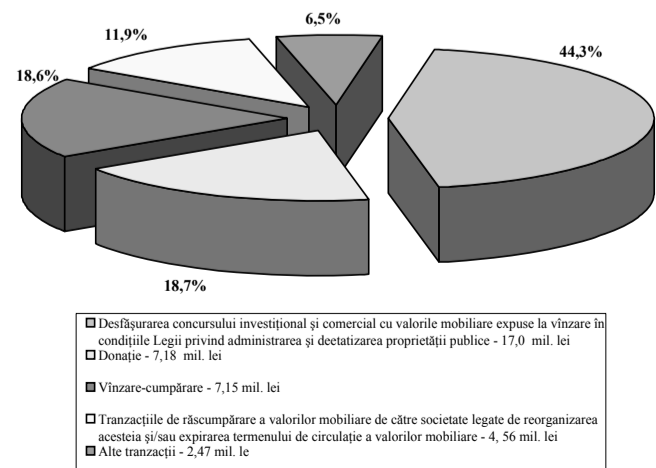 6,5%
11,9%
44,3%
18,6%
18,7%
Desfăşurarea concursului investiţional şi comercial cu valorile mobiliare expuse la vînzare în
condiţiile Legii privind administrarea şi deetatizarea proprietăţii publice - 17,0 mil. lei
Donaţie - 7,18 mil. lei
Vînzare-cumpărare - 7,15 mil. lei
Tranzacţiile de răscumpărare a valorilor mobiliare de către societate legate de reorganizarea
acesteia şi/sau expirarea termenului de circulaţie a valorilor mobiliare - 4, 56 mil. lei
Alte tranzacţii - 2,47 mil. le